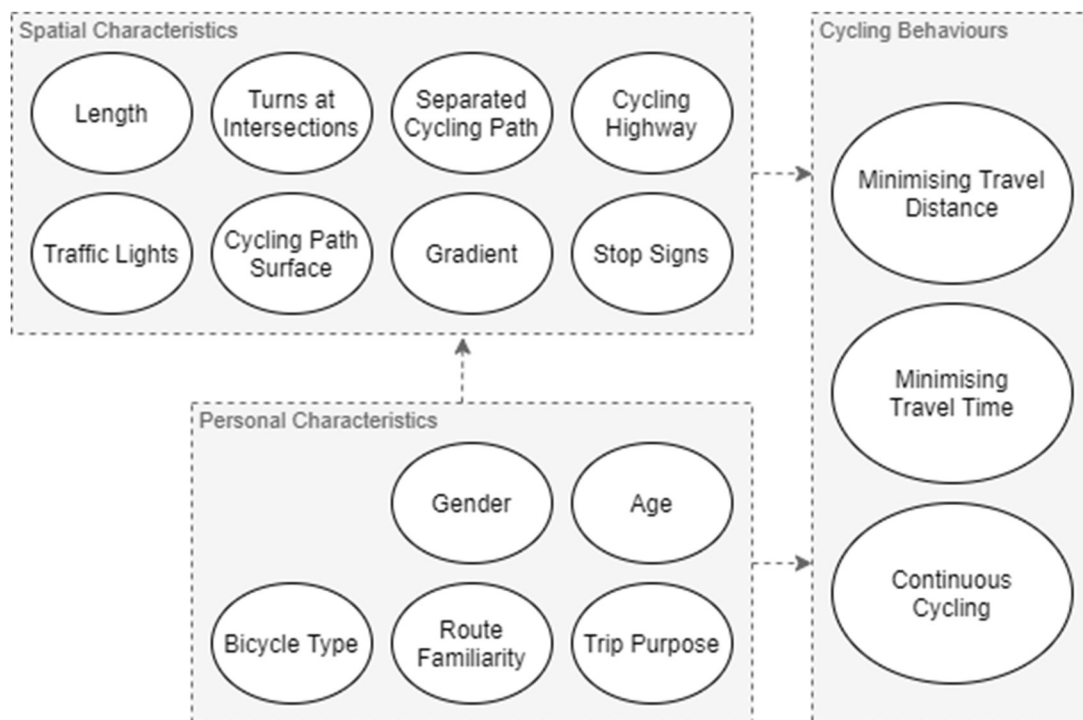 Spatial Characteristics
Length
Turns at
Intersections
Separated
Cycling Path
Cycling
Highway
Traffic Lights
Cycling Path
Surface
Gradient
Stop Signs
Personal Characteristics
Gender
Age
Bicycle Type
Route
Familiarity
Trip Purpose
Cycling Behaviours
Minimising Travel
Distance
Minimising
Travel Time
Continuous
Cycling